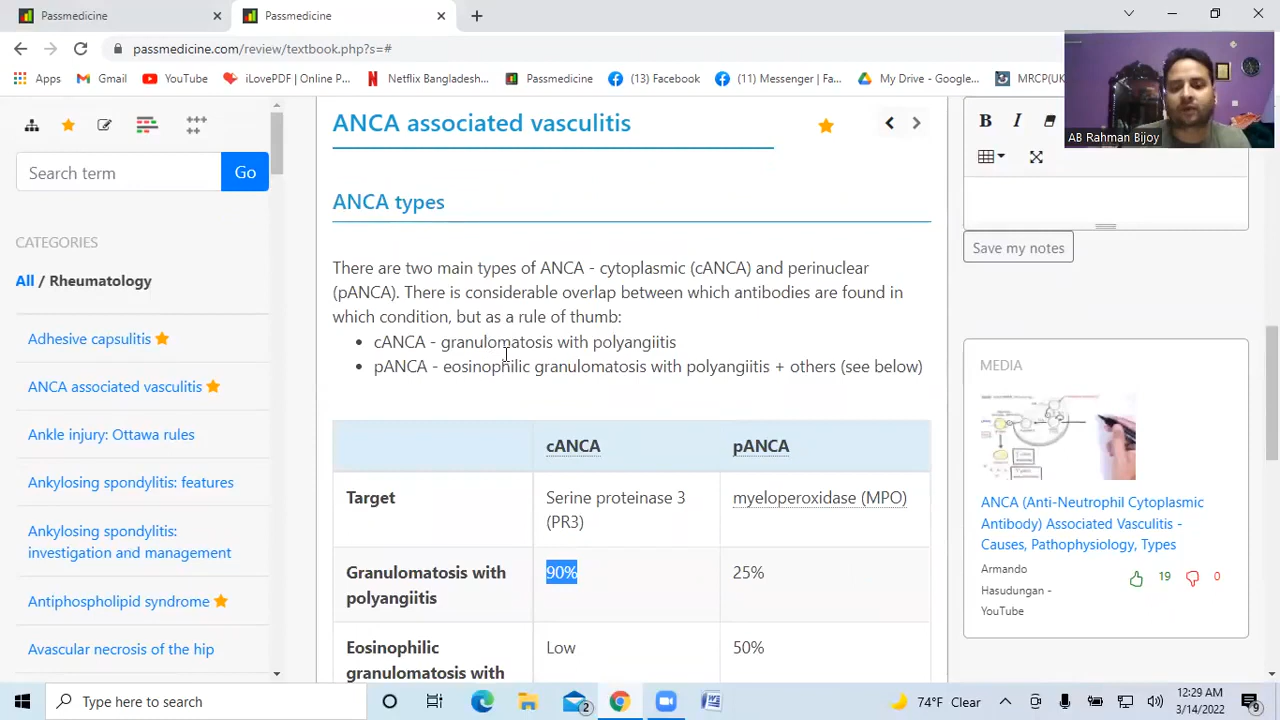 Passmedicine
Passmedicine
passmedicine.com/review/textbook.php?s=#
Apps
Gmail
YouTube
iLovePDF | Online P...
Netflix Bangladesh...
Passmedicine
(13) Facebook
(11) Messenger | Fa...
My Drive - Google...
MRCP(UK
AB Rahman Bijoy
Search term
Go
CATEGORIES
All / Rheumatology
Adhesive capsulitis
ANCA associated vasculitis
Ankle injury: Ottawa rules
Ankylosing spondylitis: features
Ankylosing spondylitis:
investigation and management
Antiphospholipid syndrome
Avascular necrosis of the hip
ANCA associated vasculitis
ANCA types
There are two main types of ANCA - cytoplasmic (cANCA) and perinuclear
(pANCA). There is considerable overlap between which antibodies are found in
which condition, but as a rule of thumb:
cANCA - granulomatosis with polyangiitis
pANCA - eosinophilic granulomatosis with polyangiitis + others (see below)
cANCA pANCA
Target Serine proteinase 3 myeloperoxidase (MPO)
(PR3)
Granulomatosis with 90% 25%
polyangiitis
Eosinophilic Low 50%
granulomatosis with
B I
Save my notes
MEDIA
ANCA (Anti-Neutrophil Cytoplasmic
Antibody) Associated Vasculitis -
Causes, Pathophysiology, Types
Armando
Hasudungan -
YouTube
19
0
Type here to search
2
74°F Clear
12:29 AM
3/14/2022
9